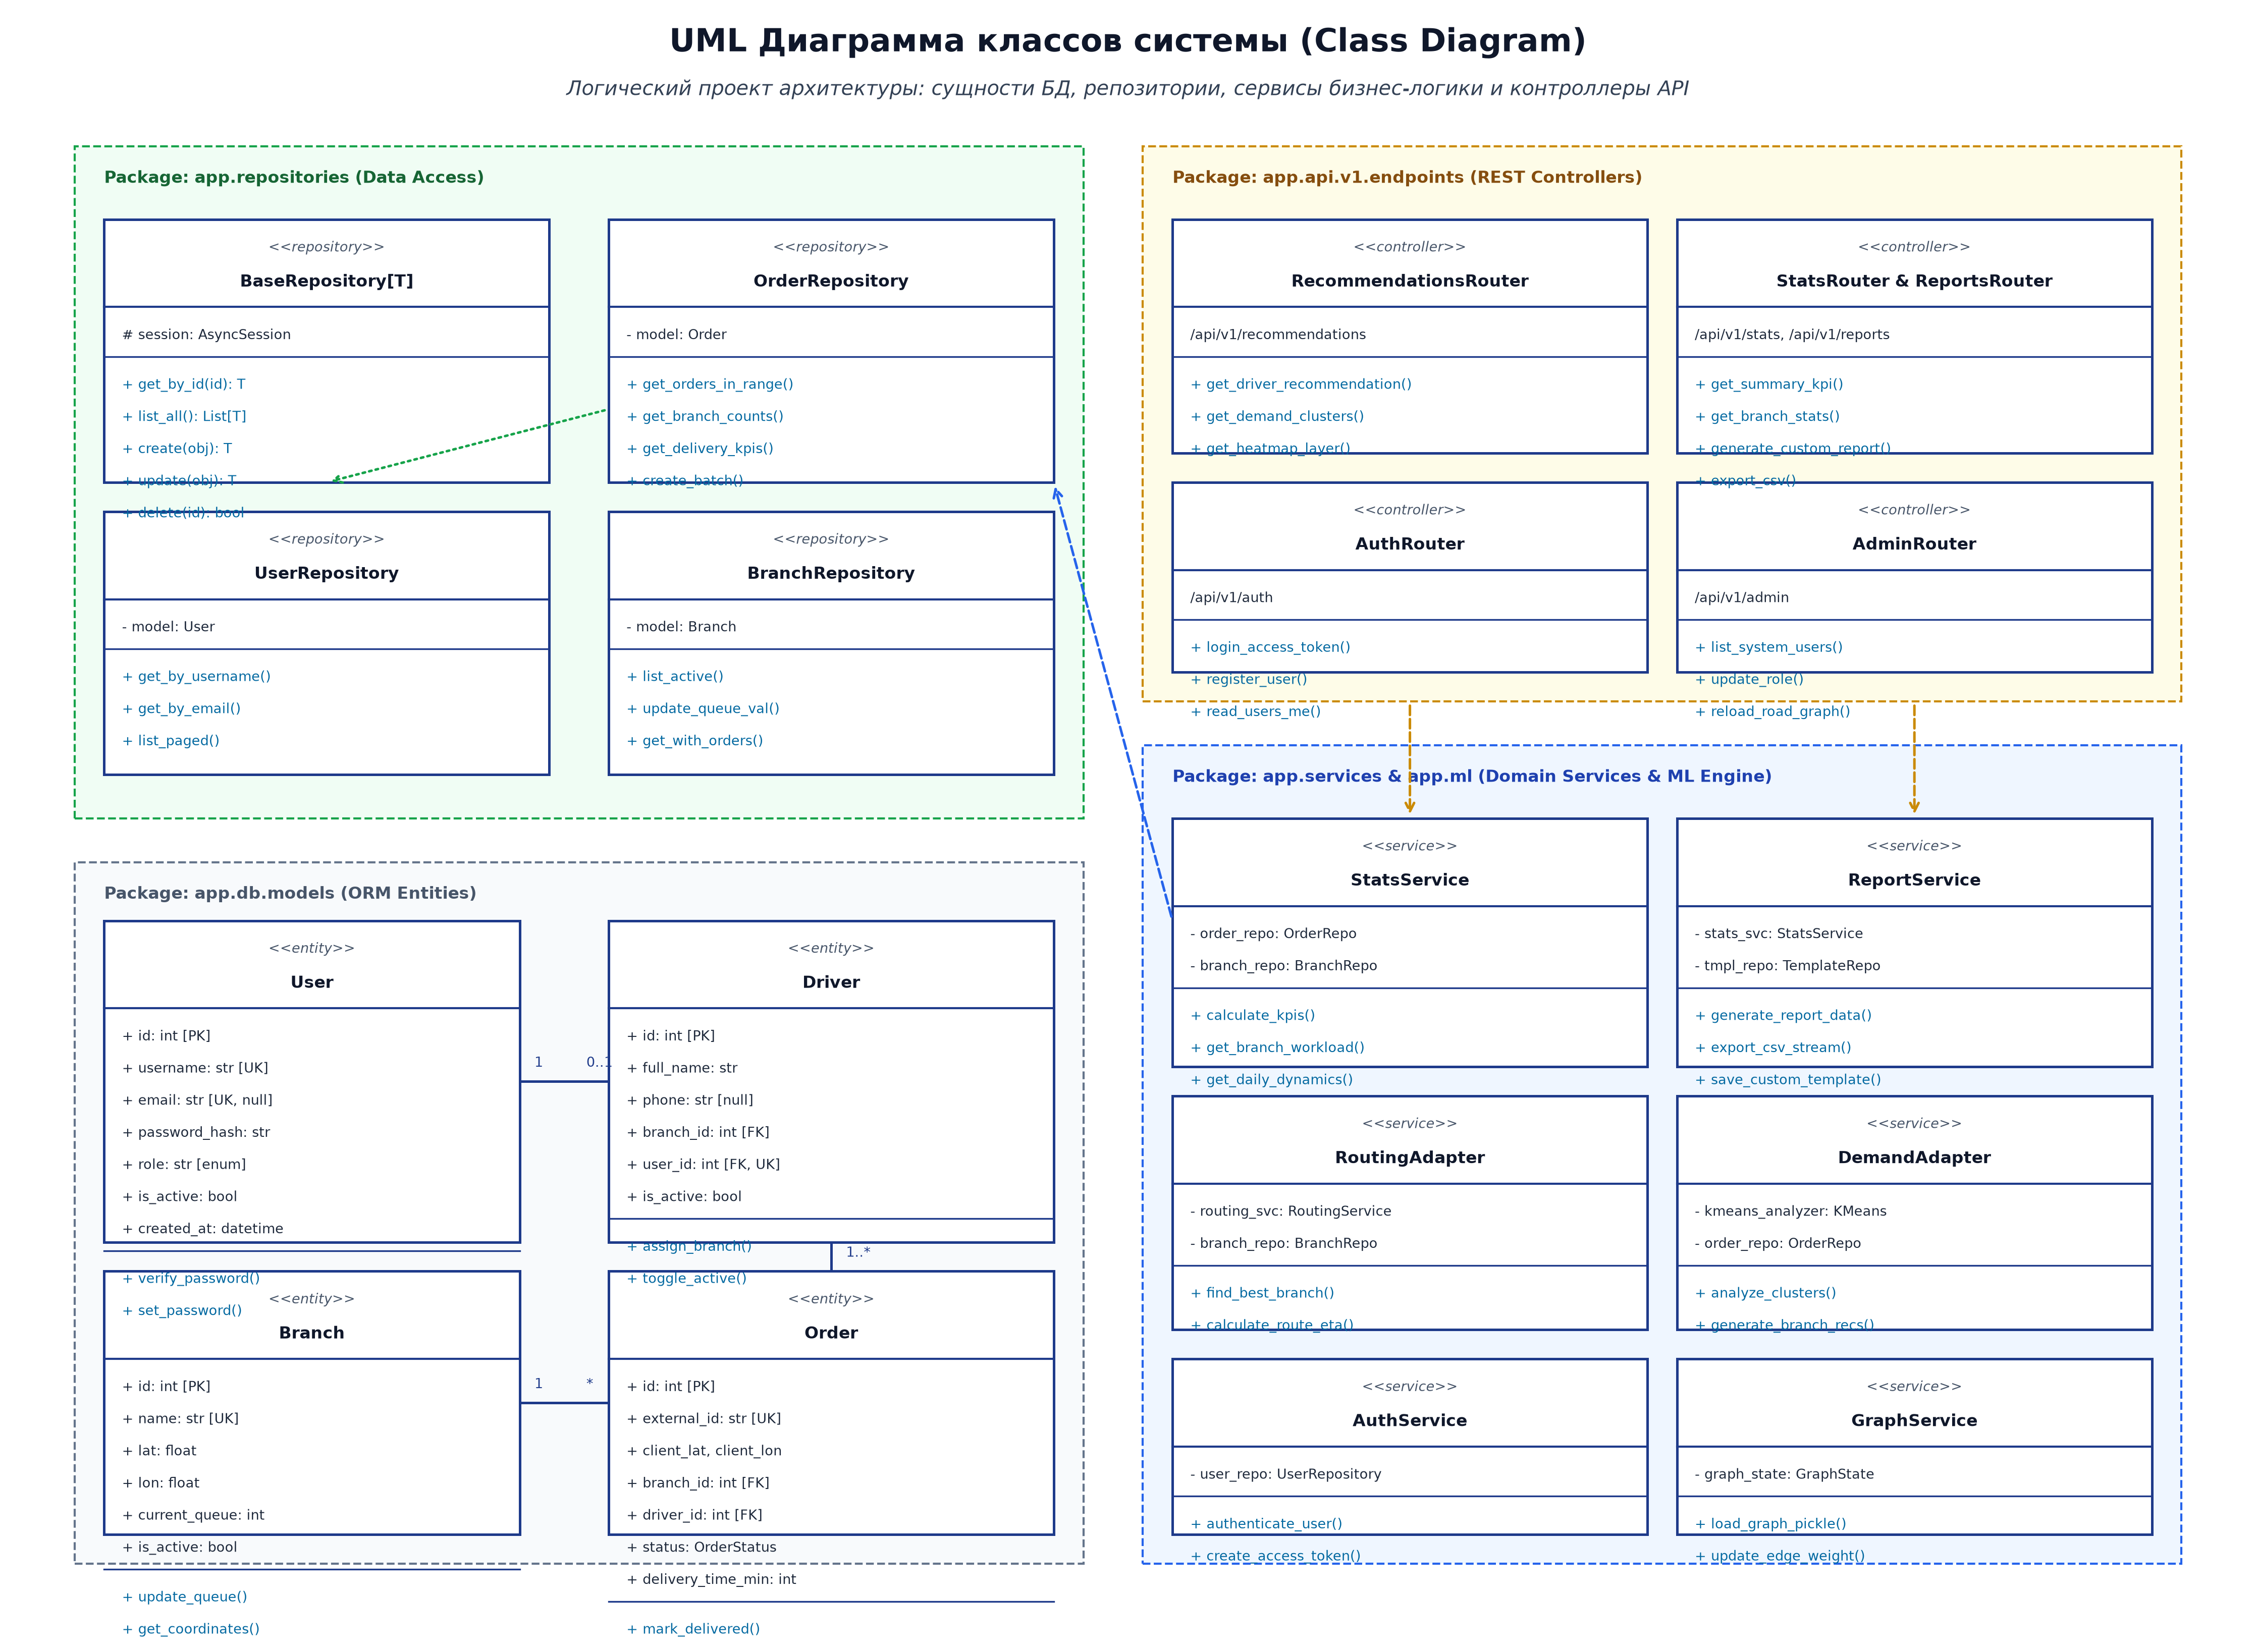 UML Диаграмма классов системы (Class Diagram)
Логический проект архитектуры: сущности БД, репозитории, сервисы бизнес-логики и контроллеры API
Package: app.repositories (Data Access)
<<repository>>
BaseRepository[T]
# session: AsyncSession
+ get_by_id(id): T
+ list_all(): List[T]
+ create(obj): T
+ update(obj): T
+ delete(id): bool
<<repository>>
OrderRepository
- model: Order
+ get_orders_in_range()
+ get_branch_counts()
+ get_delivery_kpis()
+ create_batch()
<<repository>>
UserRepository
- model: User
+ get_by_username()
+ get_by_email()
+ list_paged()
<<repository>>
BranchRepository
- model: Branch
+ list_active()
+ update_queue_val()
+ get_with_orders()
Package: app.api.v1.endpoints (REST Controllers)
<<controller>>
RecommendationsRouter
/api/v1/recommendations
+ get_driver_recommendation()
+ get_demand_clusters()
+ get_heatmap_layer()
<<controller>>
StatsRouter & ReportsRouter
/api/v1/stats, /api/v1/reports
+ get_summary_kpi()
+ get_branch_stats()
+ generate_custom_report()
+ export_csv()
<<controller>>
AuthRouter
/api/v1/auth
+ login_access_token()
+ register_user()
+ read_users_me()
<<controller>>
AdminRouter
/api/v1/admin
+ list_system_users()
+ update_role()
+ reload_road_graph()
Package: app.db.models (ORM Entities)
<<entity>>
User
+ id: int [PK]
+ username: str [UK]
+ email: str [UK, null]
+ password_hash: str
+ role: str [enum]
+ is_active: bool
+ created_at: datetime
+ verify_password()
+ set_password()
1 0..1
<<entity>>
Driver
+ id: int [PK]
+ full_name: str
+ phone: str [null]
+ branch_id: int [FK]
+ user_id: int [FK, UK]
+ is_active: bool
+ assign_branch()
+ toggle_active()
1..*
<<entity>>
Branch
+ id: int [PK]
+ name: str [UK]
+ lat: float
+ lon: float
+ current_queue: int
+ is_active: bool
+ update_queue()
+ get_coordinates()
1 *
<<entity>>
Order
+ id: int [PK]
+ external_id: str [UK]
+ client_lat, client_lon
+ branch_id: int [FK]
+ driver_id: int [FK]
+ status: OrderStatus
+ delivery_time_min: int
+ mark_delivered()
Package: app.services & app.ml (Domain Services & ML Engine)
<<service>>
StatsService
- order_repo: OrderRepo
- branch_repo: BranchRepo
+ calculate_kpis()
+ get_branch_workload()
+ get_daily_dynamics()
<<service>>
ReportService
- stats_svc: StatsService
- tmpl_repo: TemplateRepo
+ generate_report_data()
+ export_csv_stream()
+ save_custom_template()
<<service>>
RoutingAdapter
- routing_svc: RoutingService
- branch_repo: BranchRepo
+ find_best_branch()
+ calculate_route_eta()
<<service>>
DemandAdapter
- kmeans_analyzer: KMeans
- order_repo: OrderRepo
+ analyze_clusters()
+ generate_branch_recs()
<<service>>
AuthService
- user_repo: UserRepository
+ authenticate_user()
+ create_access_token()
<<service>>
GraphService
- graph_state: GraphState
+ load_graph_pickle()
+ update_edge_weight()